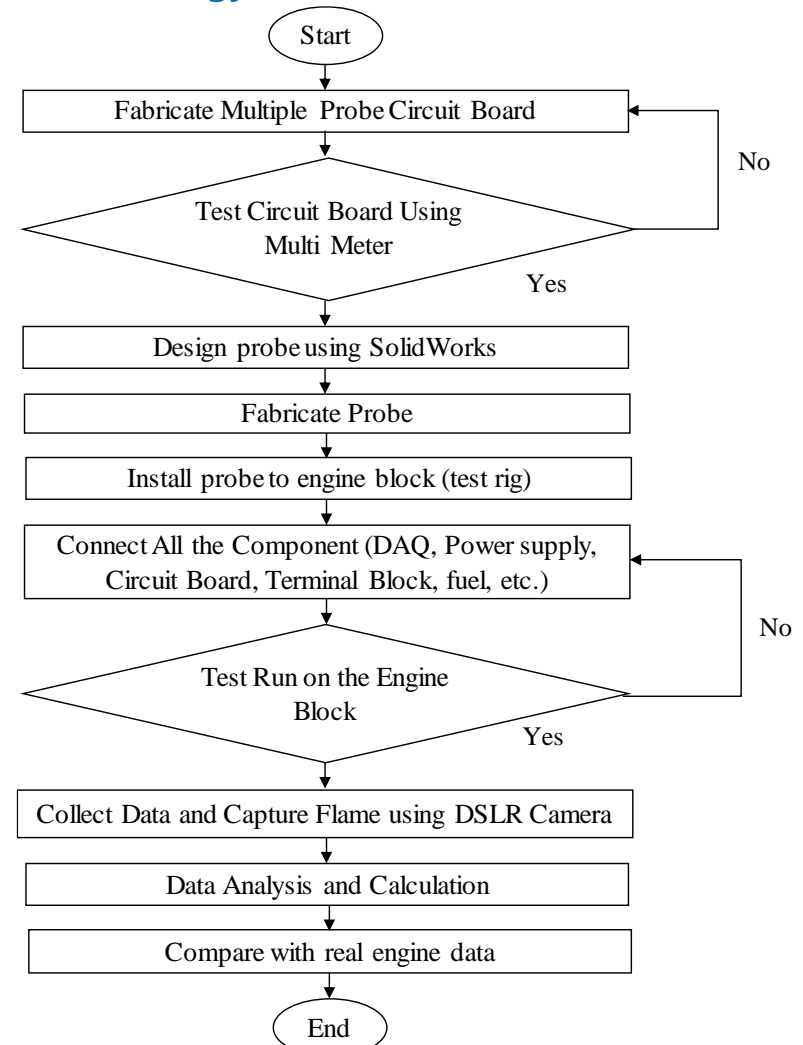 Start
Fabricate Multiple Probe Circuit Board
No
Test Circuit Board Using
Multi Meter
Yes
Design probe using SolidWorks
Fabricate Probe
Install probe to engine block (test rig)
Connect All the Component (DAQ, Power supply,
Circuit Board, Terminal Block, fuel, etc.)
No
Test Run on the Engine
Block
Yes
Collect Data and Capture Flame using DSLR Camera
Data Analysis and Calculation
Compare with real engine data
End